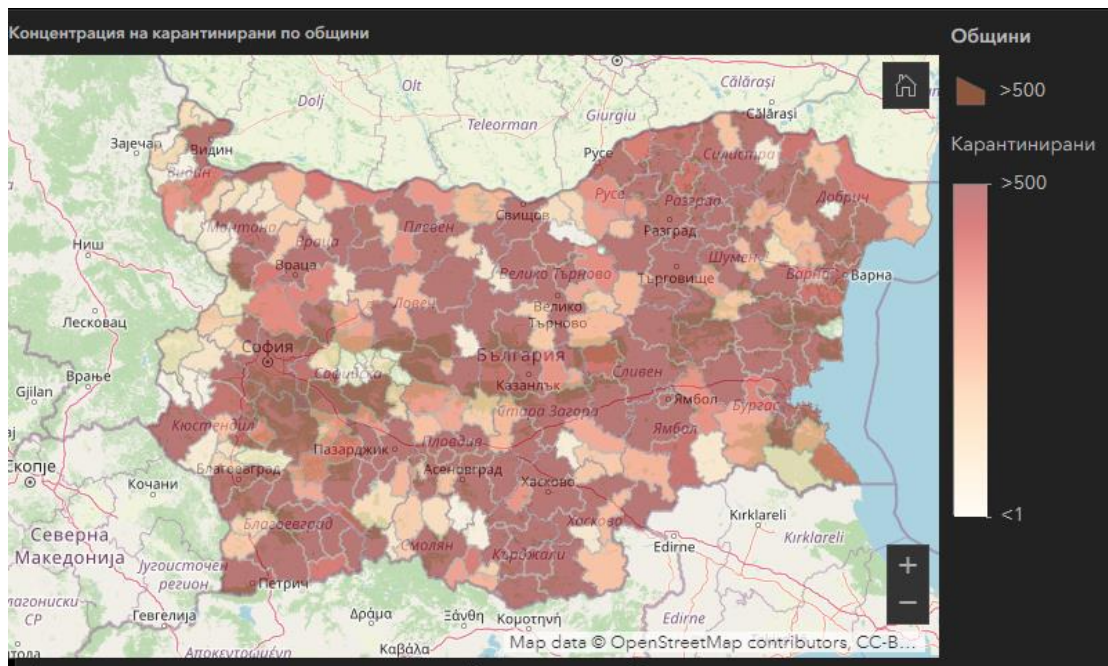 Концентрация на карантинирани по общини
Общини
>500
Карантинирани
>500
<1
Olt
Dolj
Călărași
Giurgiu
Teleorman
Călărași
Зајечар
Видин
Видин
Русе
Силистра
Русе
Добрич
Свищов
Разград
Плевен
Монтана
Разград
Враца
Ниш
Шумен
Враца
Велико Търново
Търговище
Варна
Варна
Ловеч
Велико
Търново
Лесковац
София
България
Софийска
Сливен
Врање
Казанлък
Gjilan
Ямбол
Бургас
Стара Загора
Кюстендил
Ямбол
Пловдив
Пазарджик
Скопје
Благоевград
Асеновград
Кочани
Хасково
Хасково
Kırklareli
Благоевград
Северна
Македонија
Смолян
Kırklareli
Кърджали
Edirne
Југоисточен
регион
Петрич
Гевгелија
Δράμα
Ξάνθη
Κομοτηνή
Edirne
Καβάλα
Map data © OpenStreetMap contributors, CC-B...
+
−